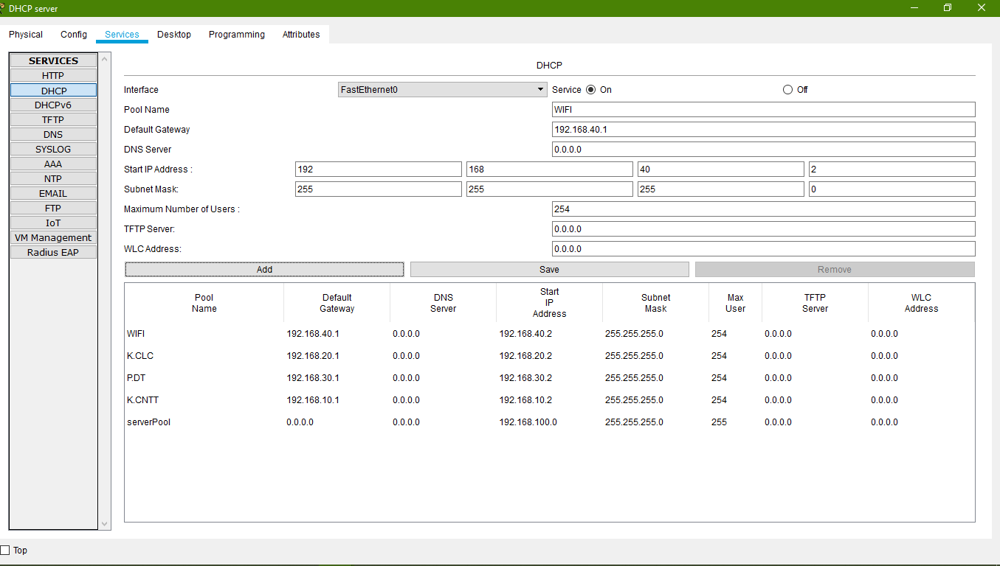 DHCP server
Physical Config Services Desktop Programming Attributes
SERVICES
HTTP
DHCP
DHCPv6
TFTP
DNS
SYSLOG
AAA
NTP
EMAIL
FTP
IoT
VM Management
Radius EAP
DHCP
Interface FastEthernet0 Service On Off
Pool Name WIFI
Default Gateway 192.168.40.1
DNS Server 0.0.0.0
Start IP Address : 192 168 40 2
Subnet Mask: 255 255 255 0
Maximum Number of Users : 254
TFTP Server: 0.0.0.0
WLC Address: 0.0.0.0
Add Save Remove
Pool Name Default Gateway DNS Server Start IP Address Subnet Mask Max User TFTP Server WLC Address
WIFI 192.168.40.1 0.0.0.0 192.168.40.2 255.255.255.0 254 0.0.0.0 0.0.0.0
K.CLC 192.168.20.1 0.0.0.0 192.168.20.2 255.255.255.0 254 0.0.0.0 0.0.0.0
P.DT 192.168.30.1 0.0.0.0 192.168.30.2 255.255.255.0 254 0.0.0.0 0.0.0.0
K.CNTT 192.168.10.1 0.0.0.0 192.168.10.2 255.255.255.0 254 0.0.0.0 0.0.0.0
serverPool 0.0.0.0 0.0.0.0 192.168.100.0 255.255.255.0 255 0.0.0.0 0.0.0.0
Top